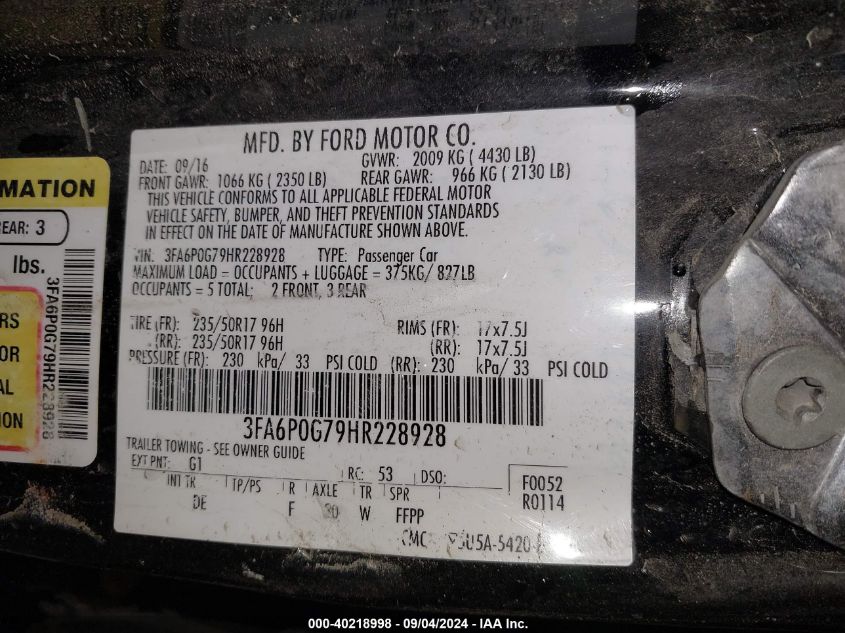 MFD. BY FORD MOTOR CO.
DATE: 09/16 GVWR: 2009 KG ( 4430 LB)
FRONT GAWR: 1066 KG ( 2350 LB) REAR GAWR: 966 KG ( 2130 LB)
THIS VEHICLE CONFORMS TO ALL APPLICABLE FEDERAL MOTOR
VEHICLE SAFETY, BUMPER, AND THEFT PREVENTION STANDARDS
IN EFFECT ON THE DATE OF MANUFACTURE SHOWN ABOVE.
VIN: 3FA6P0G79HR228928 TYPE: Passenger Car
MAXIMUM LOAD = OCCUPANTS + LUGGAGE = 375KG/ 827LB
OCCUPANTS = 5 TOTAL; 2 FRONT, 3 REAR
TIRE (FR): 235/50R17 96H RIMS (FR): 17x7.5J
(RR): 235/50R17 96H (RR): 17x7.5J
PRESSURE (FR): 230 kPa/ 33 PSI COLD (RR): 230 kPa/ 33 PSI COLD
3FA6P0G79HR228928
TRAILER TOWING - SEE OWNER GUIDE
EXT PNT: G1 RC: 53 DSO:
INT TR TP/PS R AXLE TR SPR
DE F W FFPP
F0052
R0114
MATION
REAR: 3
lbs.
RS
OR
AL
ION
3FA6P0G79HR228928
000-40218998 - 09/04/2024 - IAA, Inc.